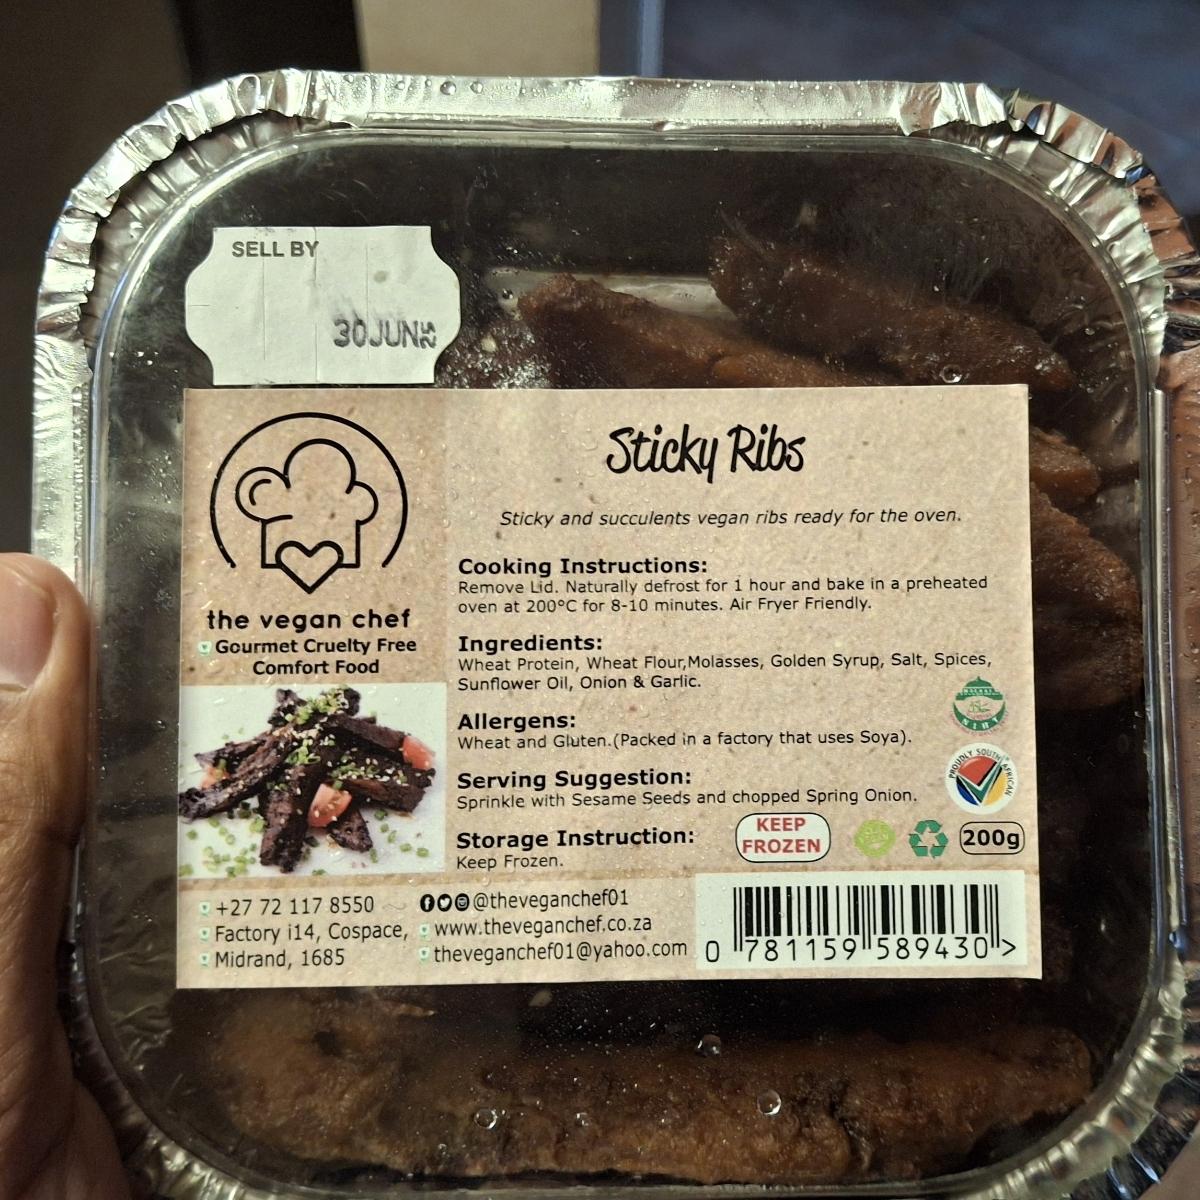 SELL BY
30JUN
Sticky Ribs
Sticky and succulents vegan ribs ready for the oven.
Cooking Instructions:
Remove Lid. Naturally defrost for 1 hour and bake in a preheated
oven at 200°C for 8-10 minutes. Air Fryer Friendly.
Ingredients:
Wheat Protein, Wheat Flour,Molasses, Golden Syrup, Salt, Spices,
Sunflower Oil, Onion & Garlic.
Allergens:
Wheat and Gluten.(Packed in a factory that uses Soya).
Serving Suggestion:
Sprinkle with Sesame Seeds and chopped Spring Onion.
Storage Instruction:
Keep Frozen.
the vegan chef
Gourmet Cruelty Free
Comfort Food
PROUDLY SOUTH AFRICAN
KEEP
FROZEN
200g
+27 72 117 8550
Factory i14, Cospace,
Midrand, 1685
@theveganchef01
www.theveganchef.co.za
theveganchef01@yahoo.com
0 781159 589430 >